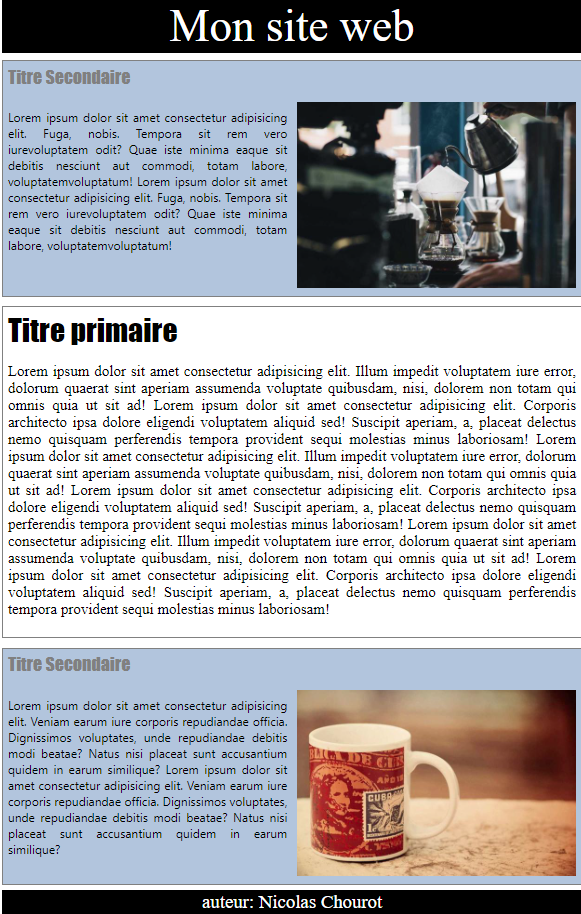 Mon site web
Titre Secondaire
Lorem ipsum dolor sit amet consectetur adipisicing
elit. Fuga, nobis. Tempora sit rem vero
iurevoluptatem odit? Quae iste minima eaque sit
debitis nesciunt aut commodi, totam labore,
voluptatemvoluptatum! Lorem ipsum dolor sit amet
consectetur adipisicing elit. Fuga, nobis. Tempora sit
rem vero iurevoluptatem odit? Quae iste minima
eaque sit debitis nesciunt aut commodi, totam
labore, voluptatemvoluptatum!
Titre primaire
Lorem ipsum dolor sit amet consectetur adipisicing elit. Illum impedit voluptatem iure error,
dolorum quaerat sint aperiam assumenda voluptate quibusdam, nisi, dolorem non totam qui
omnis quia ut sit ad! Lorem ipsum dolor sit amet consectetur adipisicing elit. Corporis
architecto ipsa dolore eligendi voluptatem aliquid sed! Suscipit aperiam, a, placeat delectus
nemo quisquam perferendis tempora provident sequi molestias minus laboriosam! Lorem
ipsum dolor sit amet consectetur adipisicing elit. Illum impedit voluptatem iure error, dolorum
quaerat sint aperiam assumenda voluptate quibusdam, nisi, dolorem non totam qui omnis quia
ut sit ad! Lorem ipsum dolor sit amet consectetur adipisicing elit. Corporis architecto ipsa
dolore eligendi voluptatem aliquid sed! Suscipit aperiam, a, placeat delectus nemo quisquam
perferendis tempora provident sequi molestias minus laboriosam! Lorem ipsum dolor sit amet
consectetur adipisicing elit. Illum impedit voluptatem iure error, dolorum quaerat sint aperiam
assumenda voluptate quibusdam, nisi, dolorem non totam qui omnis quia ut sit ad! Lorem
ipsum dolor sit amet consectetur adipisicing elit. Corporis architecto ipsa dolore eligendi
voluptatem aliquid sed! Suscipit aperiam, a, placeat delectus nemo quisquam perferendis
tempora provident sequi molestias minus laboriosam!
Titre Secondaire
Lorem ipsum dolor sit amet consectetur adipisicing
elit. Veniam earum iure corporis repudiandae officia.
Dignissimos voluptates, unde repudiandae debitis
modi beatae? Natus nisi placeat sunt accusantium
quidem in earum similique? Lorem ipsum dolor sit
amet consectetur adipisicing elit. Veniam earum iure
corporis repudiandae officia. Dignissimos voluptates,
unde repudiandae debitis modi beatae? Natus nisi
placeat sunt accusantium quidem in earum
similique?
CUBA
auteur: Nicolas Chourot